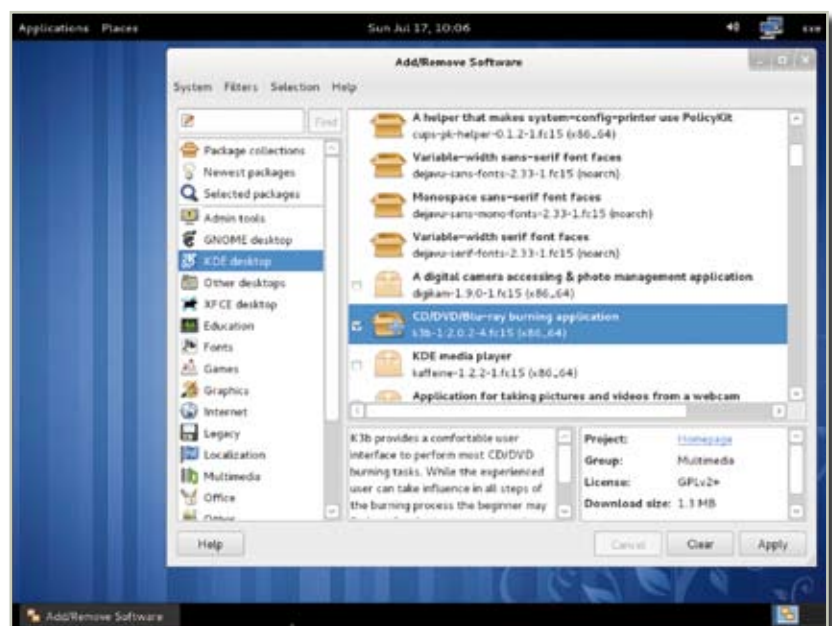 Applications Places Sun Jul 17, 10:06
Add/Remove Software
System Filters Selection Help
Find
Package collections
Newest packages
Selected packages
Admin tools
GNOME desktop
KDE desktop
Other desktops
XFCE desktop
Education
Fonts
Games
Graphics
Internet
Legacy
Localization
Multimedia
Office
Other
A helper that makes system-config-printer use PolicyKit
cups-pk-helper-0.1.2-1.fc15 (x86_64)
Variable-width sans-serif font faces
dejavu-sans-fonts-2.33-1.fc15 (noarch)
Monospace sans-serif font faces
dejavu-sans-mono-fonts-2.33-1.fc15 (noarch)
Variable-width serif font faces
dejavu-serif-fonts-2.33-1.fc15 (noarch)
A digital camera accessing & photo management application
digikam-1.9.0-1.fc15 (x86_64)
CD/DVD/Blu-ray burning application
k3b-1:2.0.2-4.fc15 (x86_64)
KDE media player
kaffeine-1.2.2-1.fc15 (x86_64)
Application for taking pictures and videos from a webcam
K3b provides a comfortable user
interface to perform most CD/DVD
burning tasks. While the experienced
user can take influence in all steps of
the burning process the beginner may
Project: Homepage
Group: Multimedia
License: GPLv2+
Download size: 1.3 MB
Help Cancel Clear Apply
Add/Remove Software